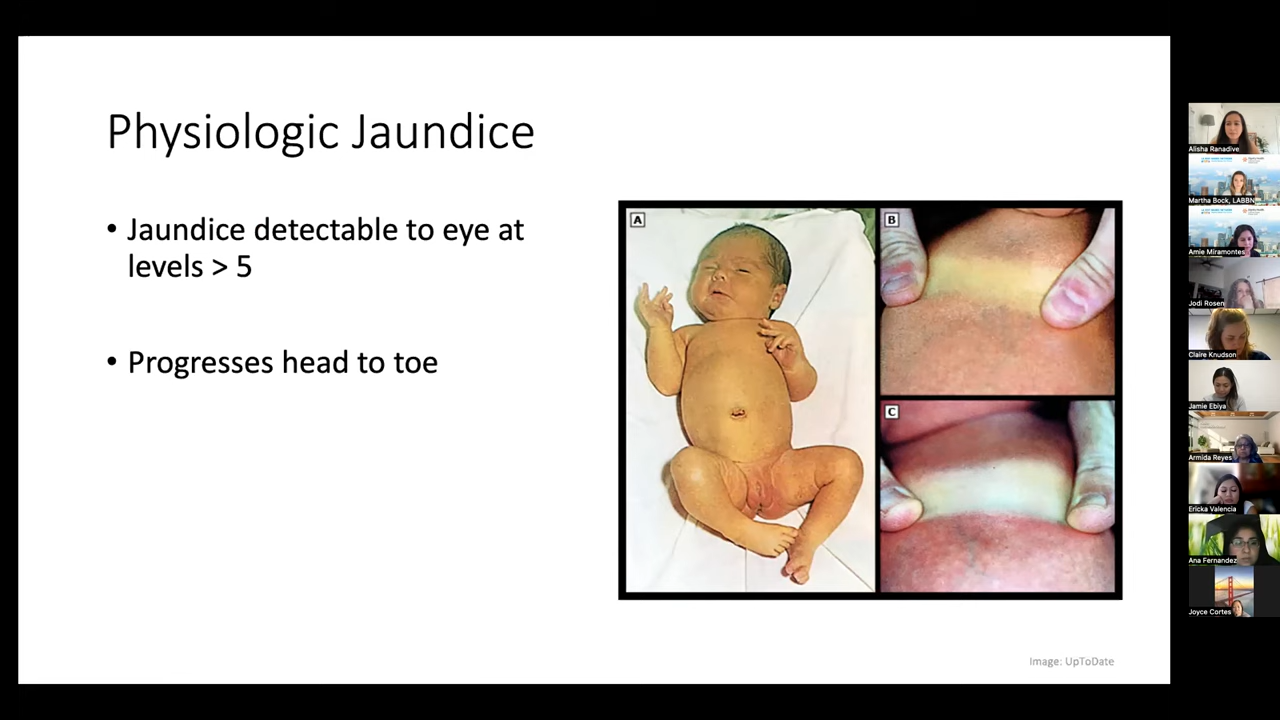 Physiologic Jaundice
• Jaundice detectable to eye at
levels > 5
• Progresses head to toe
A
B
C
Image: UpToDate
Alisha Ranadive
Martha Bock, LABBN
Amie Miramontes
Jodi Rosen
Claire Knudson
Jamie Ebiya
Armida Reyes
Ericka Valencia
Ana Fernandez
Joyce Cortes